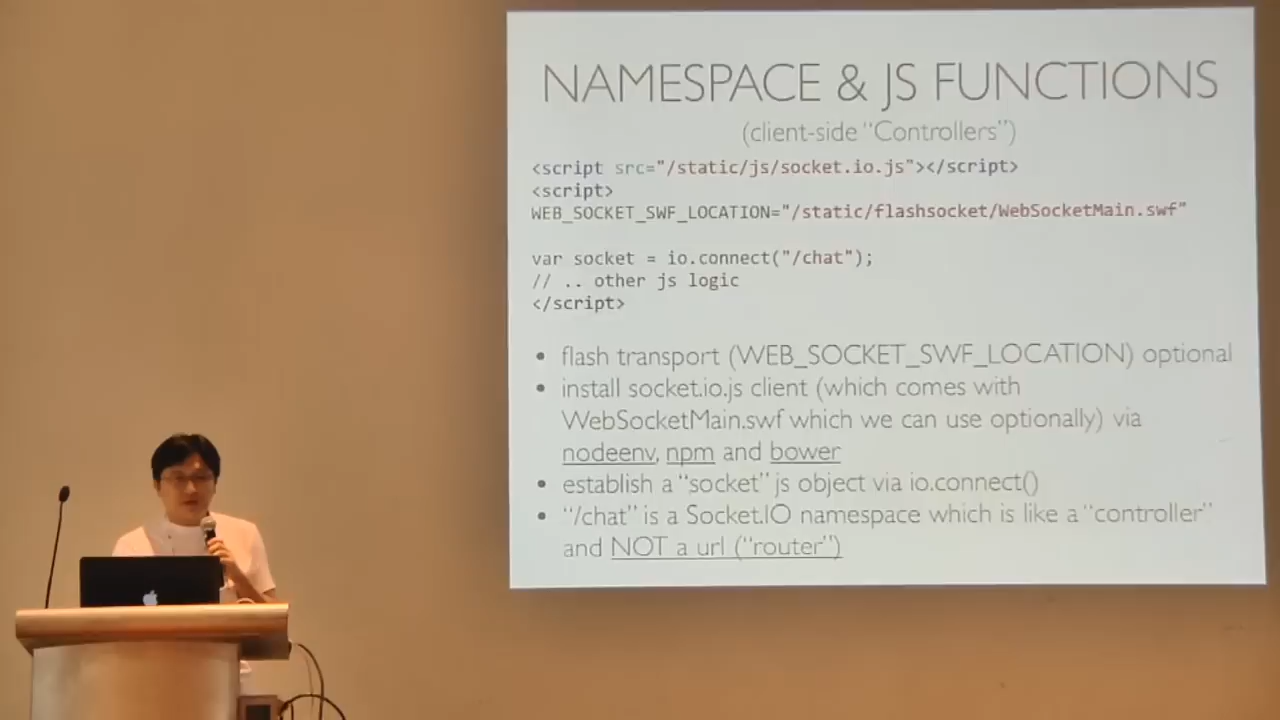 NAMESPACE & JS FUNCTIONS
(client-side “Controllers”)
<script src="/static/js/socket.io.js"></script>
<script>
WEB_SOCKET_SWF_LOCATION="/static/flashsocket/WebSocketMain.swf"
var socket = io.connect("/chat");
// .. other js logic
</script>
• flash transport (WEB_SOCKET_SWF_LOCATION) optional
• install socket.io.js client (which comes with
WebSocketMain.swf which we can use optionally) via
nodeenv, npm and bower
• establish a “socket” js object via io.connect()
• “/chat” is a Socket.IO namespace which is like a “controller”
and NOT a url (“router”)